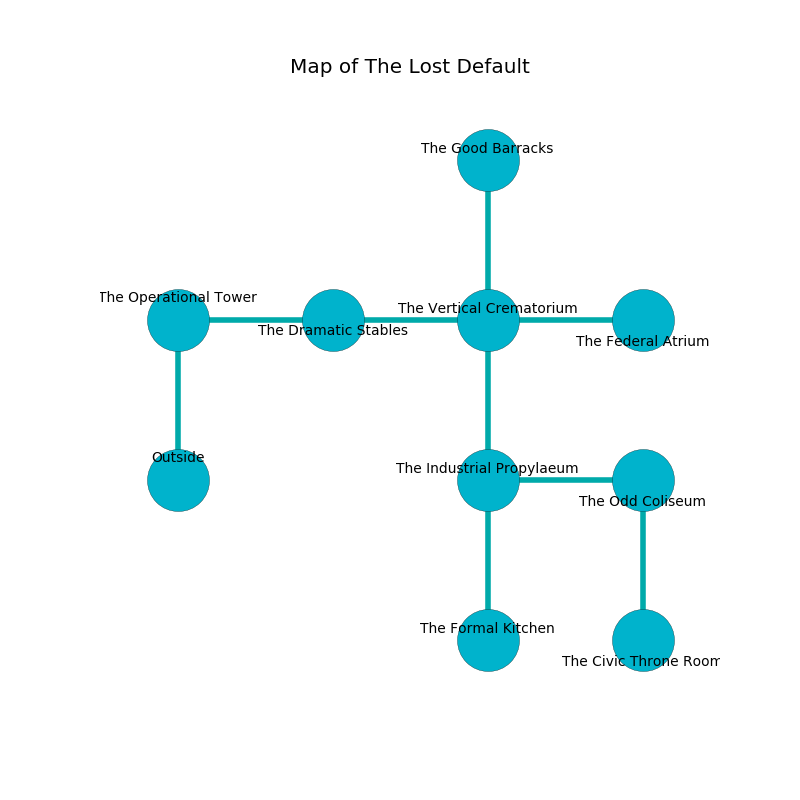 Map of The Lost Default
The Good Barracks
The Operational Tower
The Vertical Crematorium
The Dramatic Stables
The Federal Atrium
Outside
The Industrial Propylaeum
The Odd Coliseum
The Formal Kitchen
The Civic Throne Room